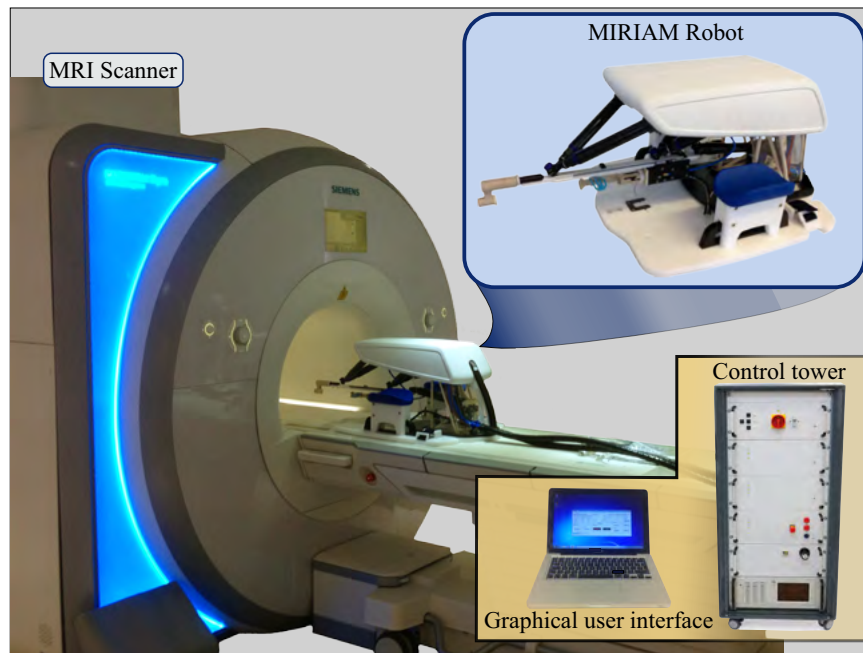 MIRIAM Robot
MRI Scanner
SIEMENS
Control tower
Graphical user interface